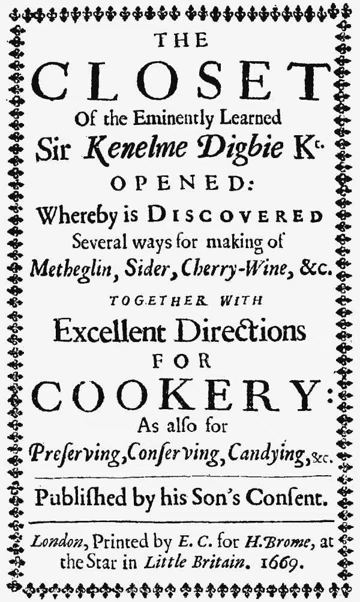 THE
CLOSET
Of the Eminently Learned
Sir Kenelme Digbie Kt.
OPENED:
Whereby is DISCOVERED
Several ways for making of
Metheglin, Sider, Cherry-Wine, &c.
TOGETHER WITH
Excellent Directions
FOR
COOKERY:
As alſo for
Preſerving, Conſerving, Candying, &c.
Publiſhed by his Son's Conſent.
London, Printed by E. C. for H. Brome, at
the Star in Little Britain. 1669.